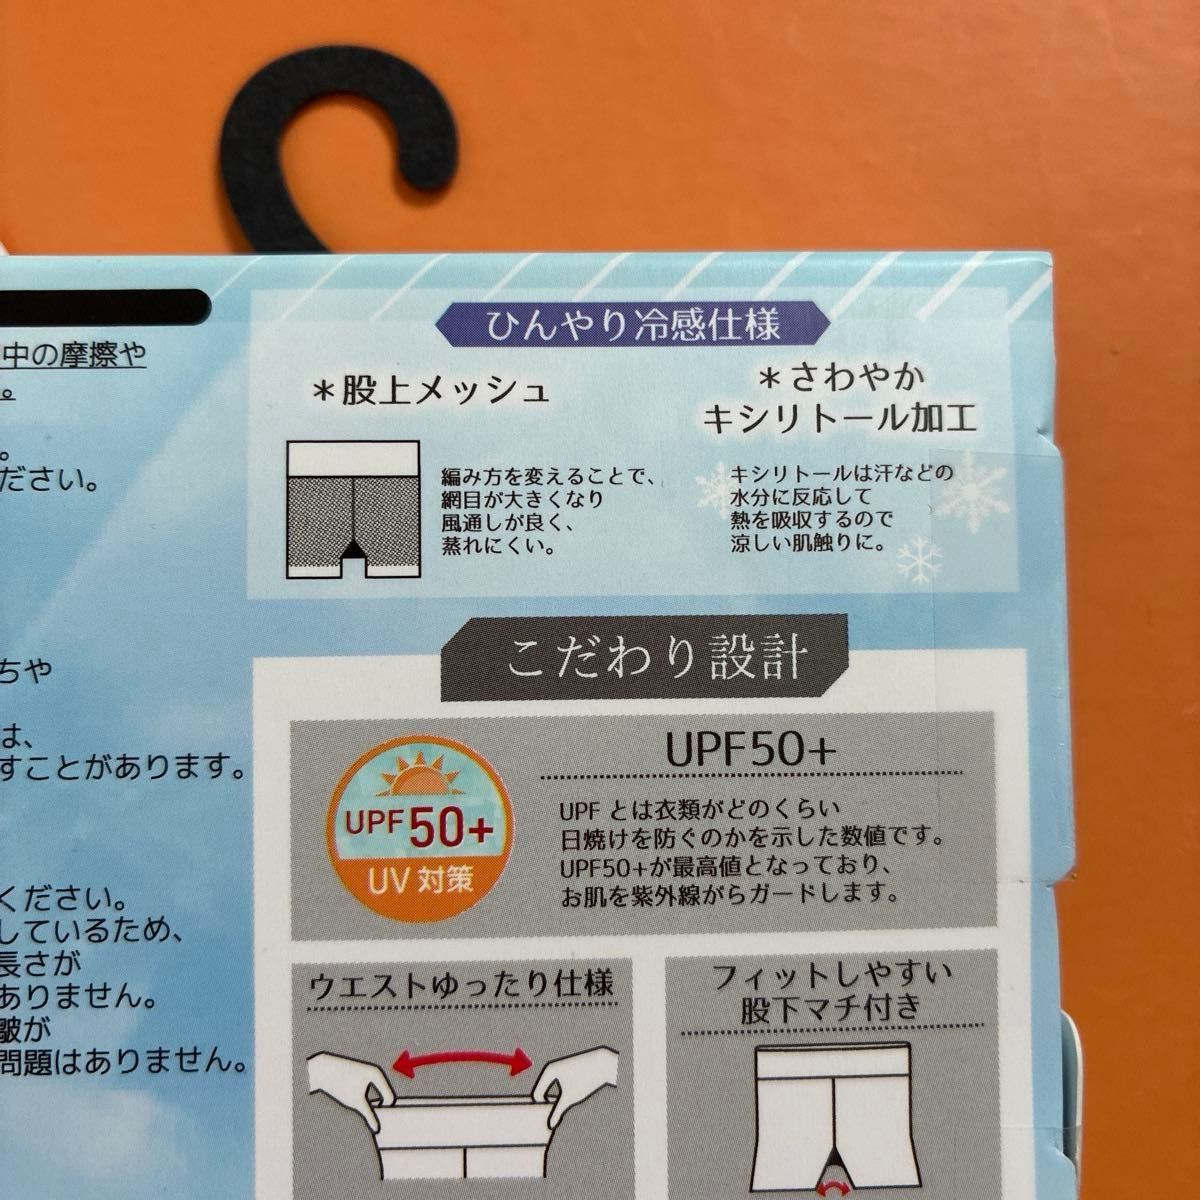 中の摩擦や
。
。
ださい。
ちや
は、
すことがあります。
ください。
しているため、
長さが
ありません。
皺が
問題はありません。
ひんやり冷感仕様
＊股上メッシュ
編み方を変えることで、
網目が大きくなり
風通しが良く、
蒸れにくい。
＊さわやか
キシリトール加工
キシリトールは汗などの
水分に反応して
熱を吸収するので
涼しい肌触りに。
こだわり設計
UPF50+
UV対策
UPF50+
UPFとは衣類がどのくらい
日焼けを防ぐのかを示した数値です。
UPF50+が最高値となっており、
お肌を紫外線がらガードします。
ウエストゆったり仕様
フィットしやすい
股下マチ付き